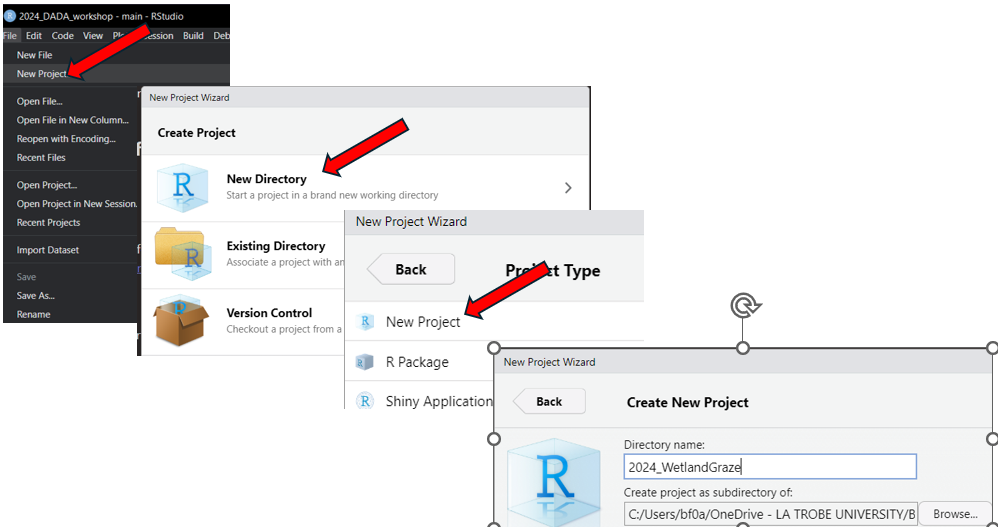 2024_DADA_workshop - main - RStudio
File Edit Code View Session Build Deb
New File
New Project
Open File...
Open File in New Column...
Reopen with Encoding...
Recent Files
Open Project...
Open Project in New Session.
Recent Projects
Import Dataset
Save
Save As...
Rename
New Project Wizard
Create Project
New Directory
Start a project in a brand new working directory
Existing Directory
Associate a project with an
Version Control
Checkout a project from a
New Project Wizard
Back
Project Type
New Project
R Package
Shiny Application
New Project Wizard
Back
Create New Project
Directory name:
2024_WetlandGraze
Create project as subdirectory of:
C:/Users/bf0a/OneDrive - LA TROBE UNIVERSITY/B
Browse...